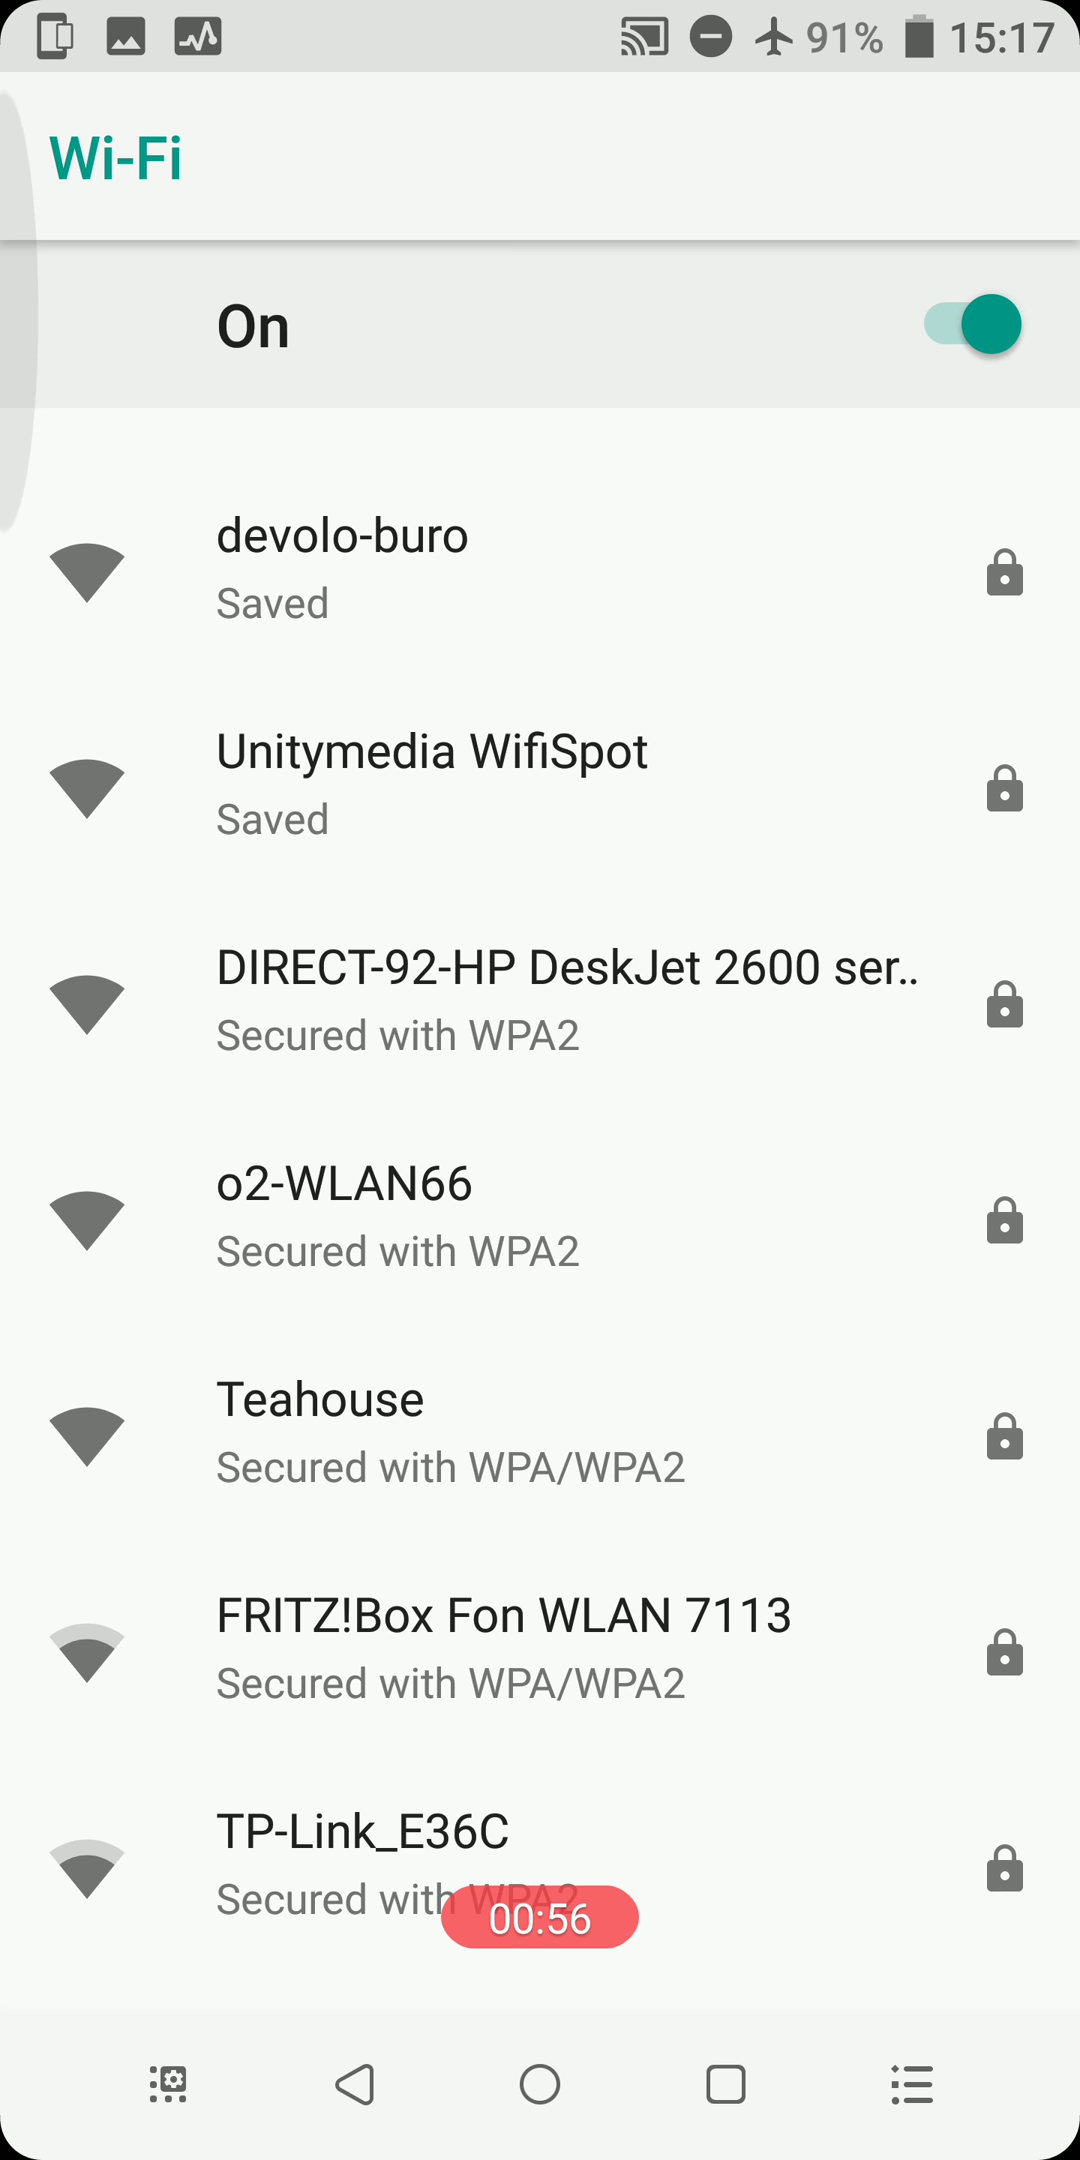 91% 15:17
Wi-Fi
On
devolo-buro
Saved
Unitymedia WifiSpot
Saved
DIRECT-92-HP DeskJet 2600 ser..
Secured with WPA2
o2-WLAN66
Secured with WPA2
Teahouse
Secured with WPA/WPA2
FRITZ!Box Fon WLAN 7113
Secured with WPA/WPA2
TP-Link_E36C
Secured with WPA2
00:56